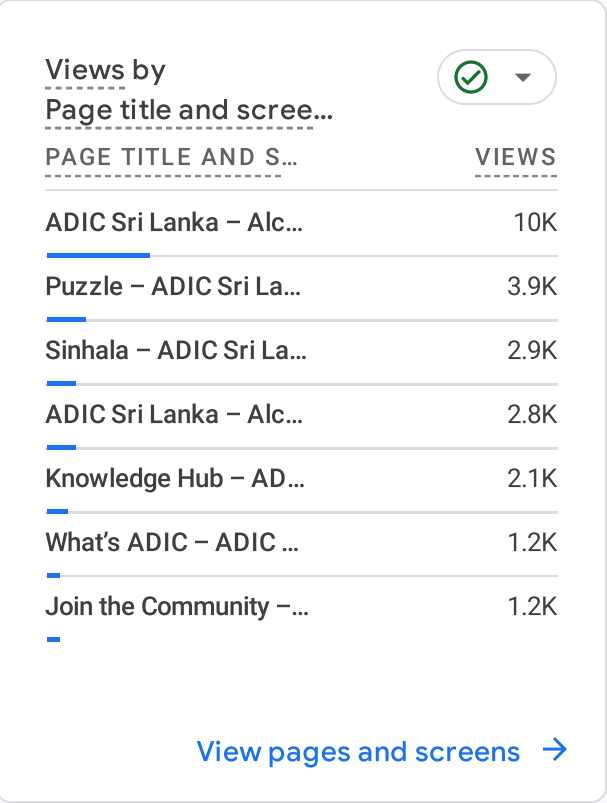 Views by
Page title and scree...
PAGE TITLE AND S... VIEWS
ADIC Sri Lanka – Alc... 10K
Puzzle – ADIC Sri La... 3.9K
Sinhala – ADIC Sri La... 2.9K
ADIC Sri Lanka – Alc... 2.8K
Knowledge Hub – AD... 2.1K
What’s ADIC – ADIC ... 1.2K
Join the Community –... 1.2K
View pages and screens